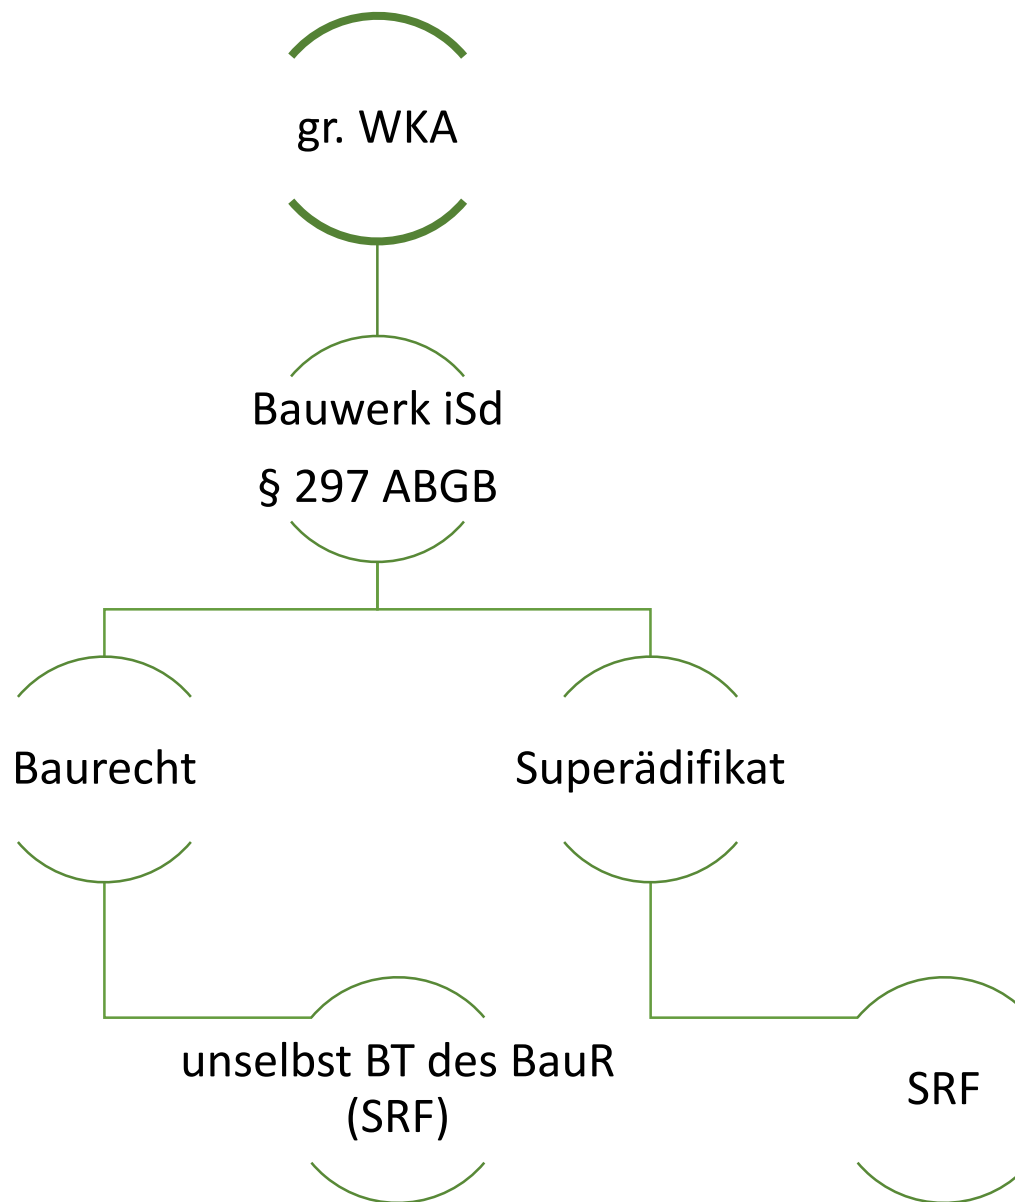 gr. WKA
Bauwerk iSd
§ 297 ABGB
Baurecht
Superädifikat
unselbst BT des BauR
(SRF)
SRF